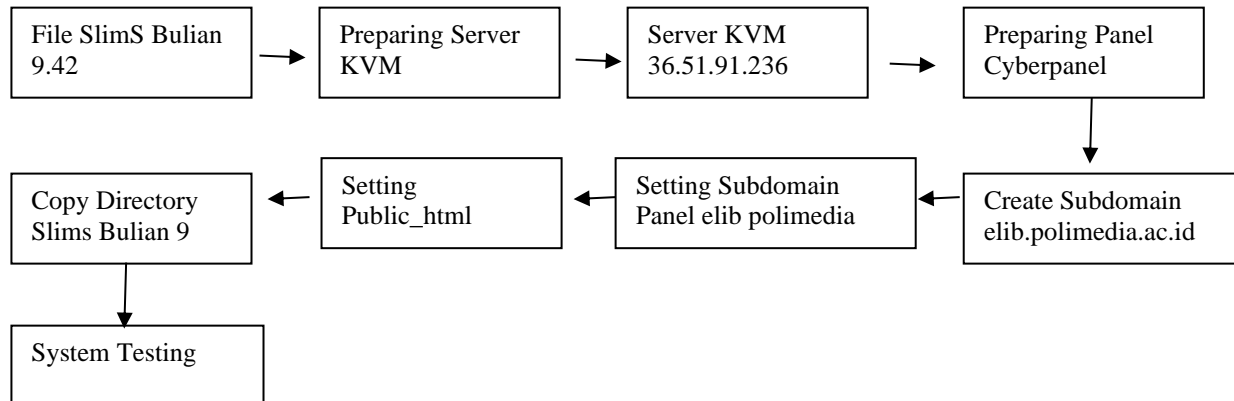 File SlimS Bulian
9.42
Preparing Server
KVM
Server KVM
36.51.91.236
Preparing Panel
Cyberpanel
Create Subdomain
elib.polimedia.ac.id
Setting Subdomain
Panel elib polimedia
Setting
Public_html
Copy Directory
Slims Bulian 9
System Testing